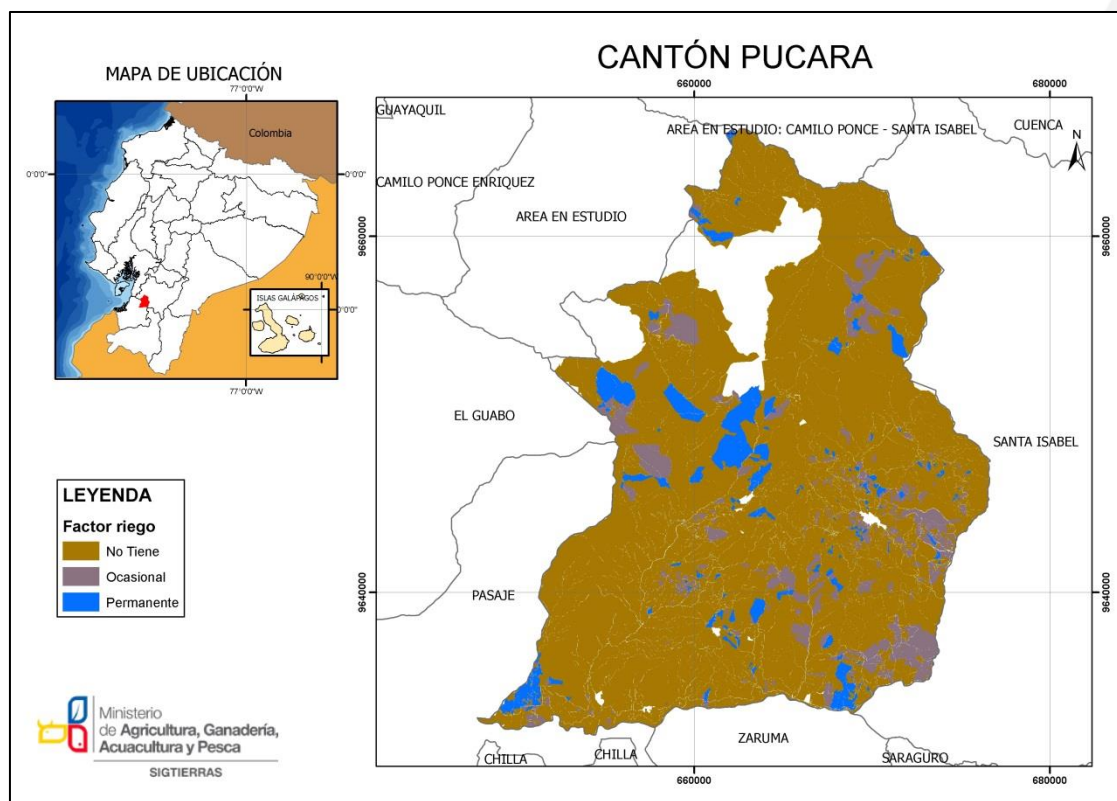 CANTÓN PUCARA
MAPA DE UBICACIÓN
77°0'0"W
Colombia
0°0'0"
0°0'0"
90°0'0"W
0°0'0"
ISLAS GALÁPAGOS
77°0'0"W
660000
680000
GUAYAQUIL
AREA EN ESTUDIO: CAMILO PONCE - SANTA ISABEL
CUENCA
N
CAMILO PONCE ENRIQUEZ
AREA EN ESTUDIO
9660000
9660000
EL GUABO
SANTA ISABEL
PASAJE
9640000
9640000
ZARUMA
CHILLA
CHILLA
SARAGURO
660000
680000
LEYENDA
Factor riego
No Tiene
Ocasional
Permanente
Ministerio
de Agricultura, Ganadería,
Acuacultura y Pesca
SIGTIERRAS